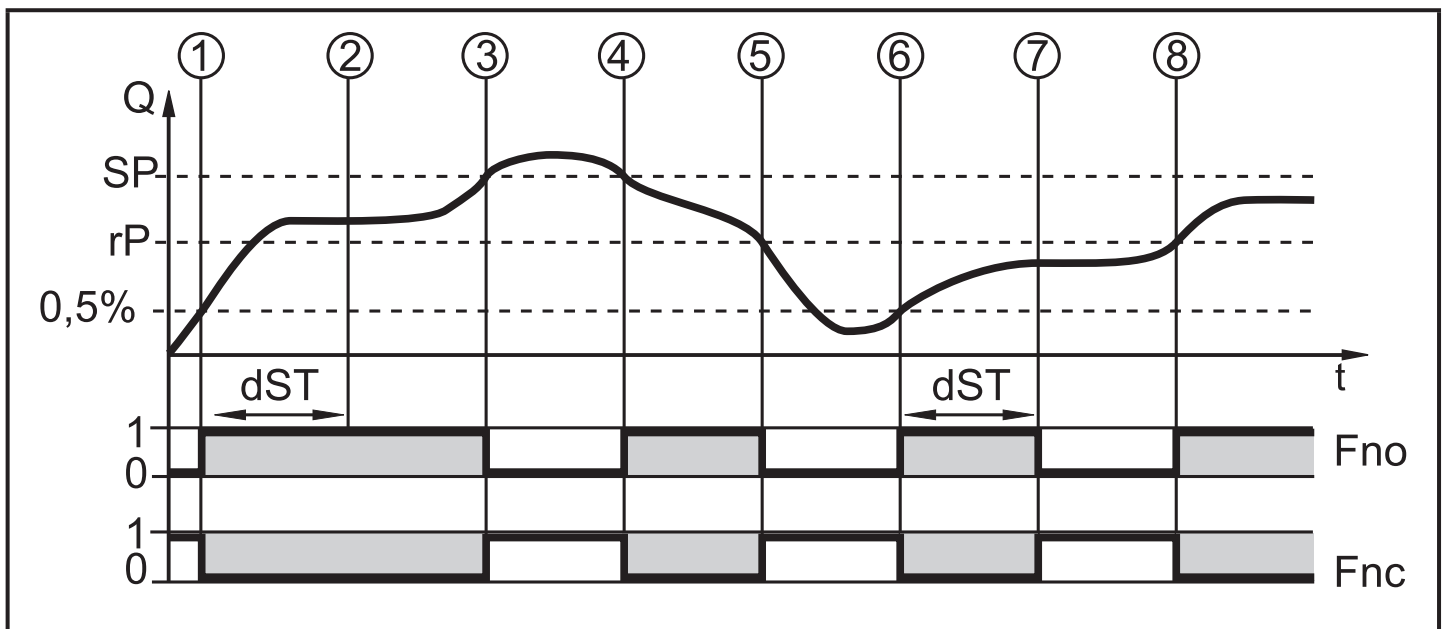 ① ② ③ ④ ⑤ ⑥ ⑦ ⑧
Q
SP
rP
0,5%
t
dST dST
1
0
Fno
1
0
Fnc